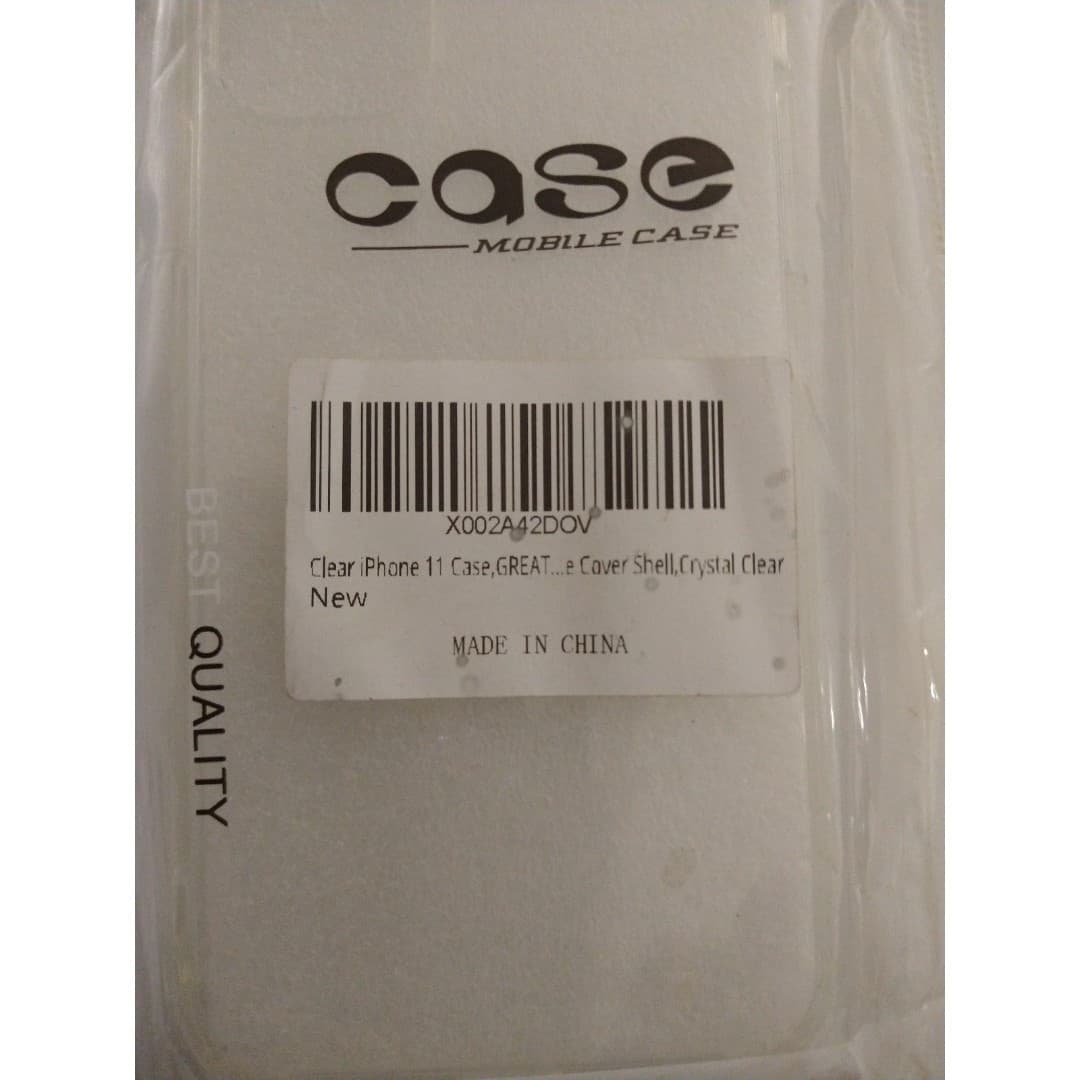 case
MOBILE CASE
X002A42DOV
Clear iPhone 11 Case,GREAT...e Cover Shell,Crystal Clear
New
MADE IN CHINA
BEST QUALITY